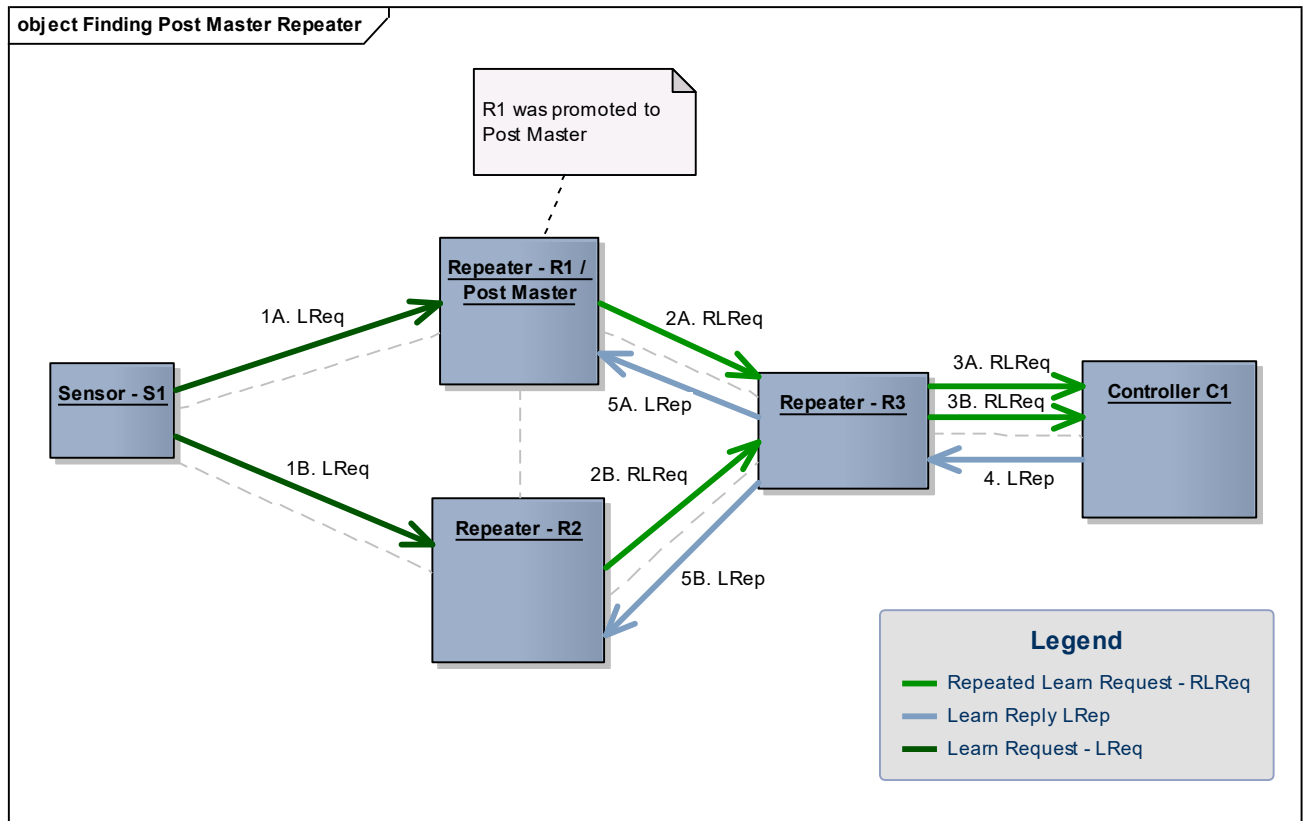 object Finding Post Master Repeater
R1 was promoted to
Post Master
Repeater - R1 /
Post Master
1A. LReq
2A. RLReq
3A. RLReq
Sensor - S1
5A. LRep
Repeater - R3
3B. RLReq
Controller C1
1B. LReq
2B. RLReq
4. LRep
Repeater - R2
5B. LRep
Legend
Repeated Learn Request - RLReq
Learn Reply LRep
Learn Request - LReq